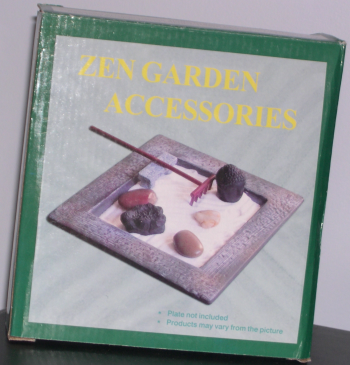 ZEN GARDEN
ACCESSORIES
• Plate not included
• Products may vary from the picture